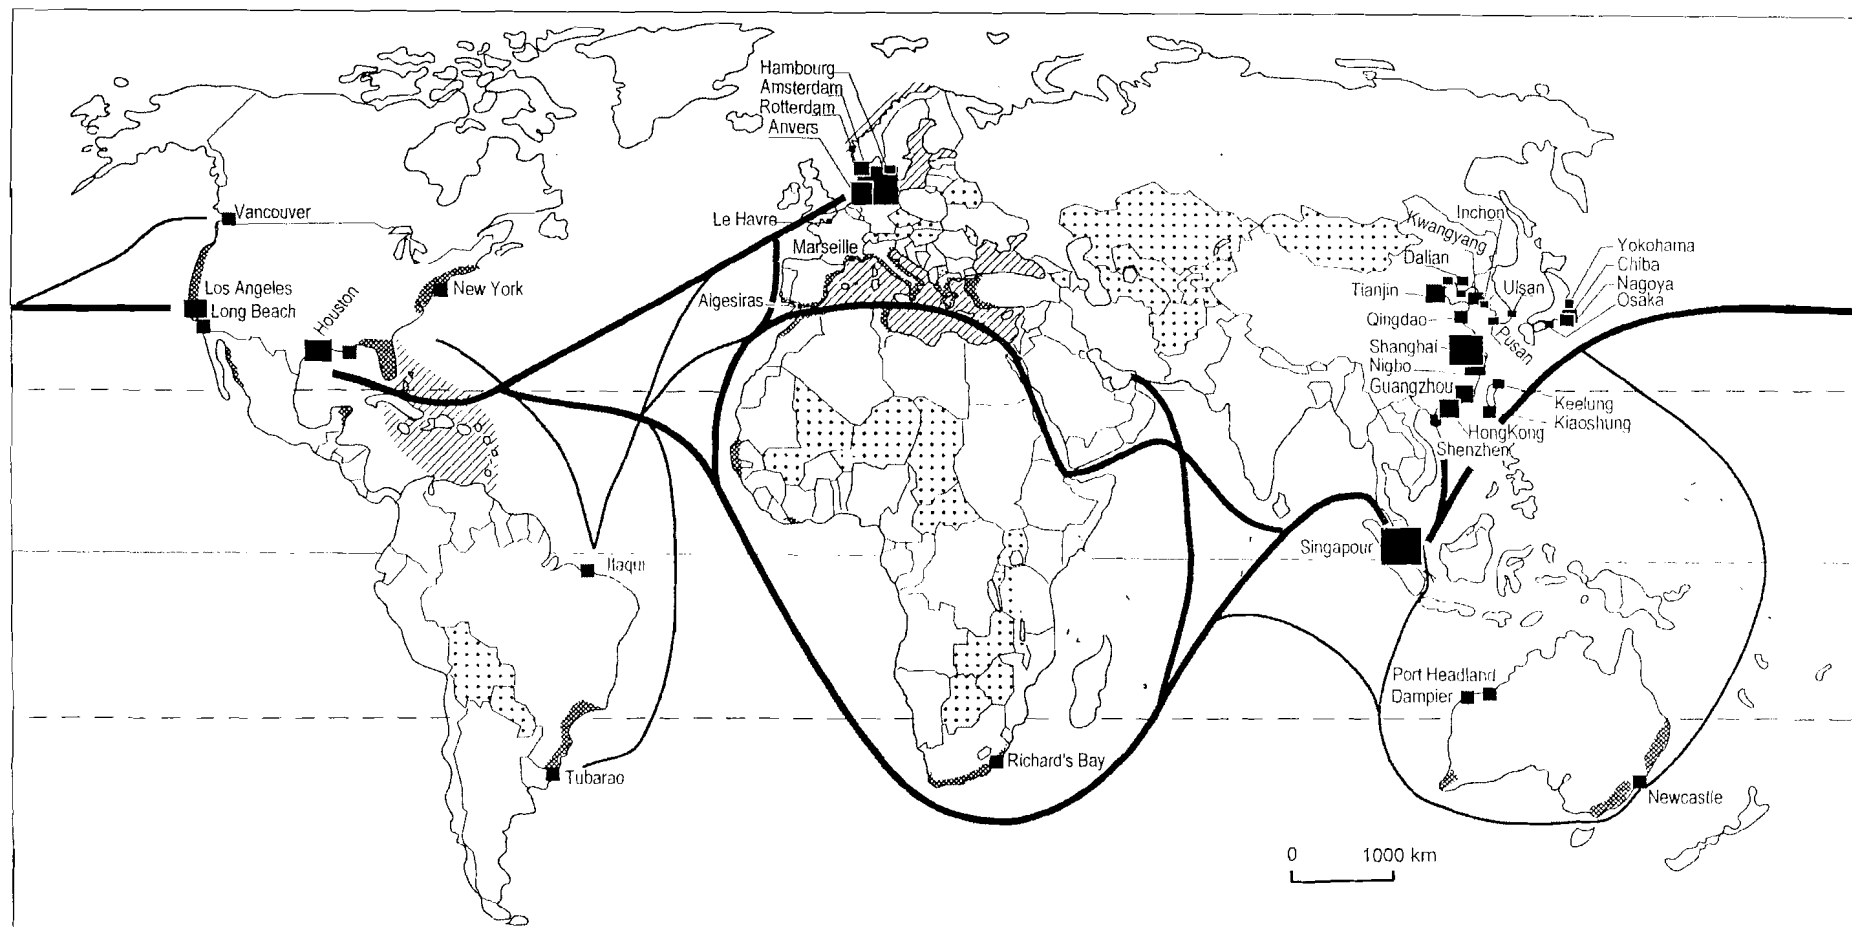 Hambourg
Amsterdam
Rotterdam
Anvers
Le Havre
Marseille
Aigesiras
Vancouver
Los Angeles
Long Beach
Houston
New York
Itaqui
Tubarao
Richard's Bay
Inchon
Kwangyang
Dalian
Tianjin
Ulsan
Qingdao
Pusan
Shanghai
Nigbo
Guangzhou
HongKong
Shenzhen
Yokohama
Chiba
Nagoya
Osaka
Keelung
Kiaoshung
Singapour
Port Headland
Dampier
Newcastle
0 1000 km